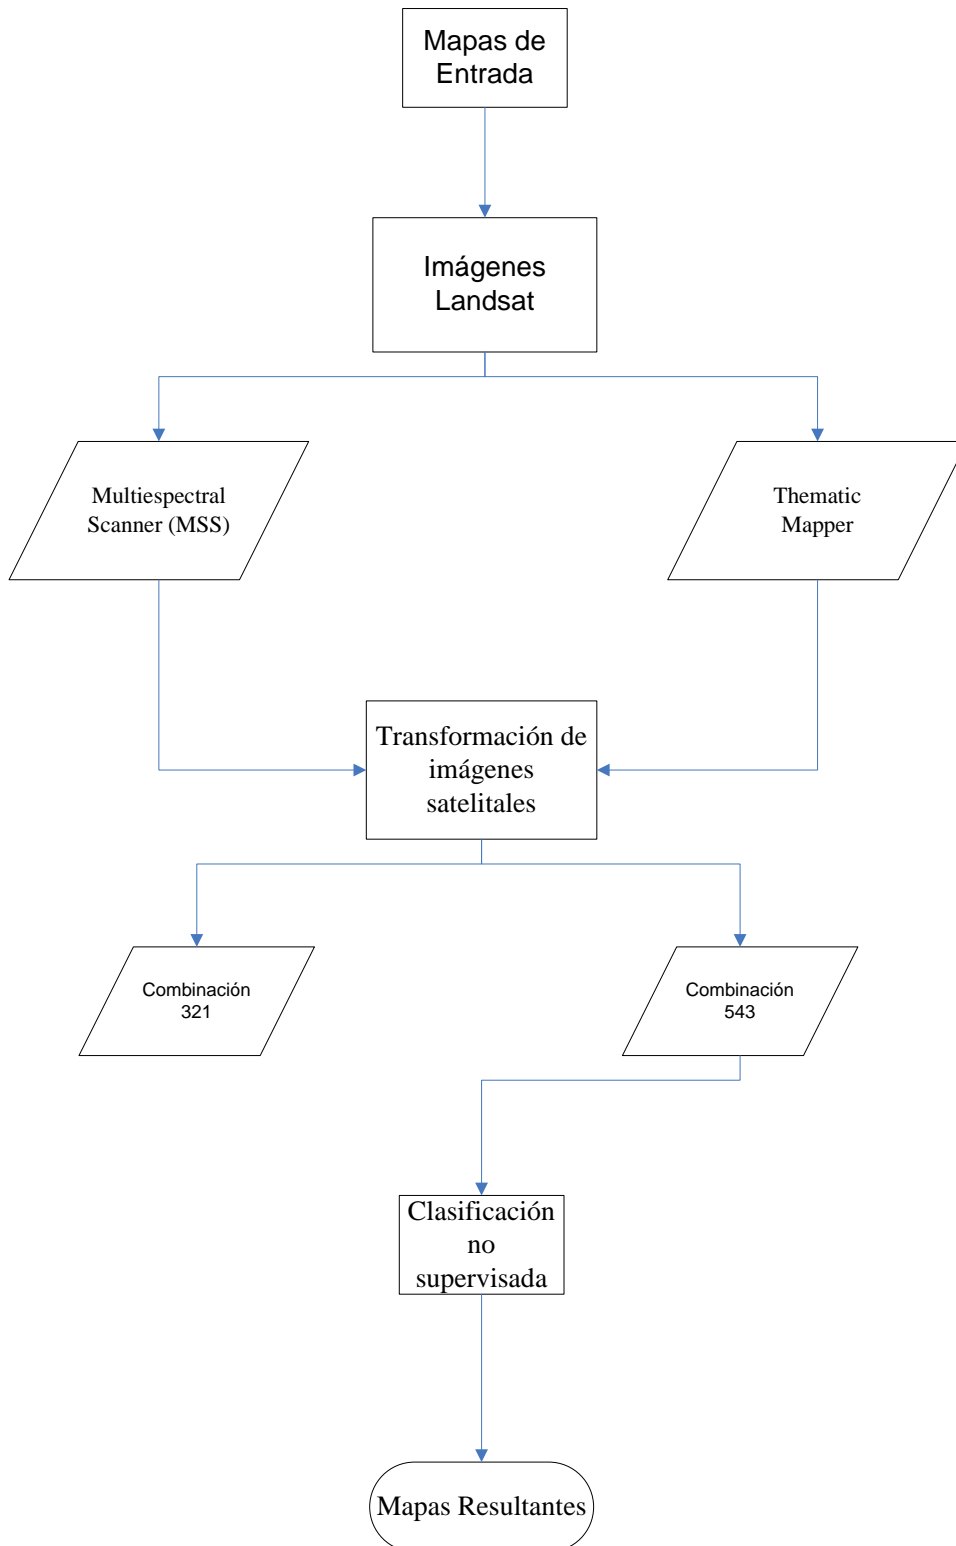 Mapas de
Entrada
Imágenes
Landsat
Multiespectral
Scanner (MSS)
Thematic
Mapper
Transformación de
imágenes
satelitales
Combinación
321
Combinación
543
Clasificación
no
supervisada
Mapas Resultantes